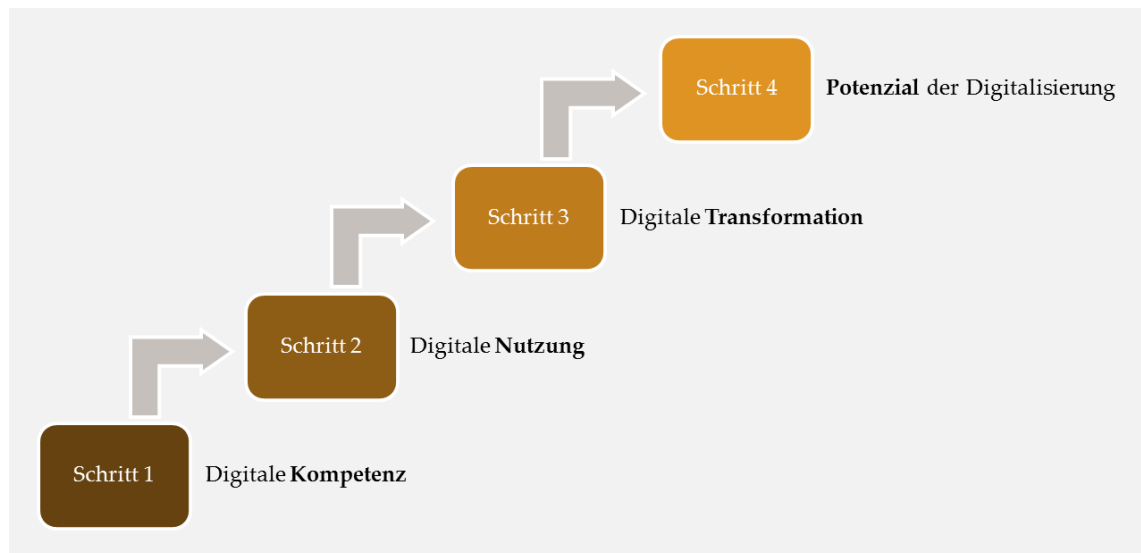 Schritt 4 Potenzial der Digitalisierung
Schritt 3 Digitale Transformation
Schritt 2 Digitale Nutzung
Schritt 1 Digitale Kompetenz